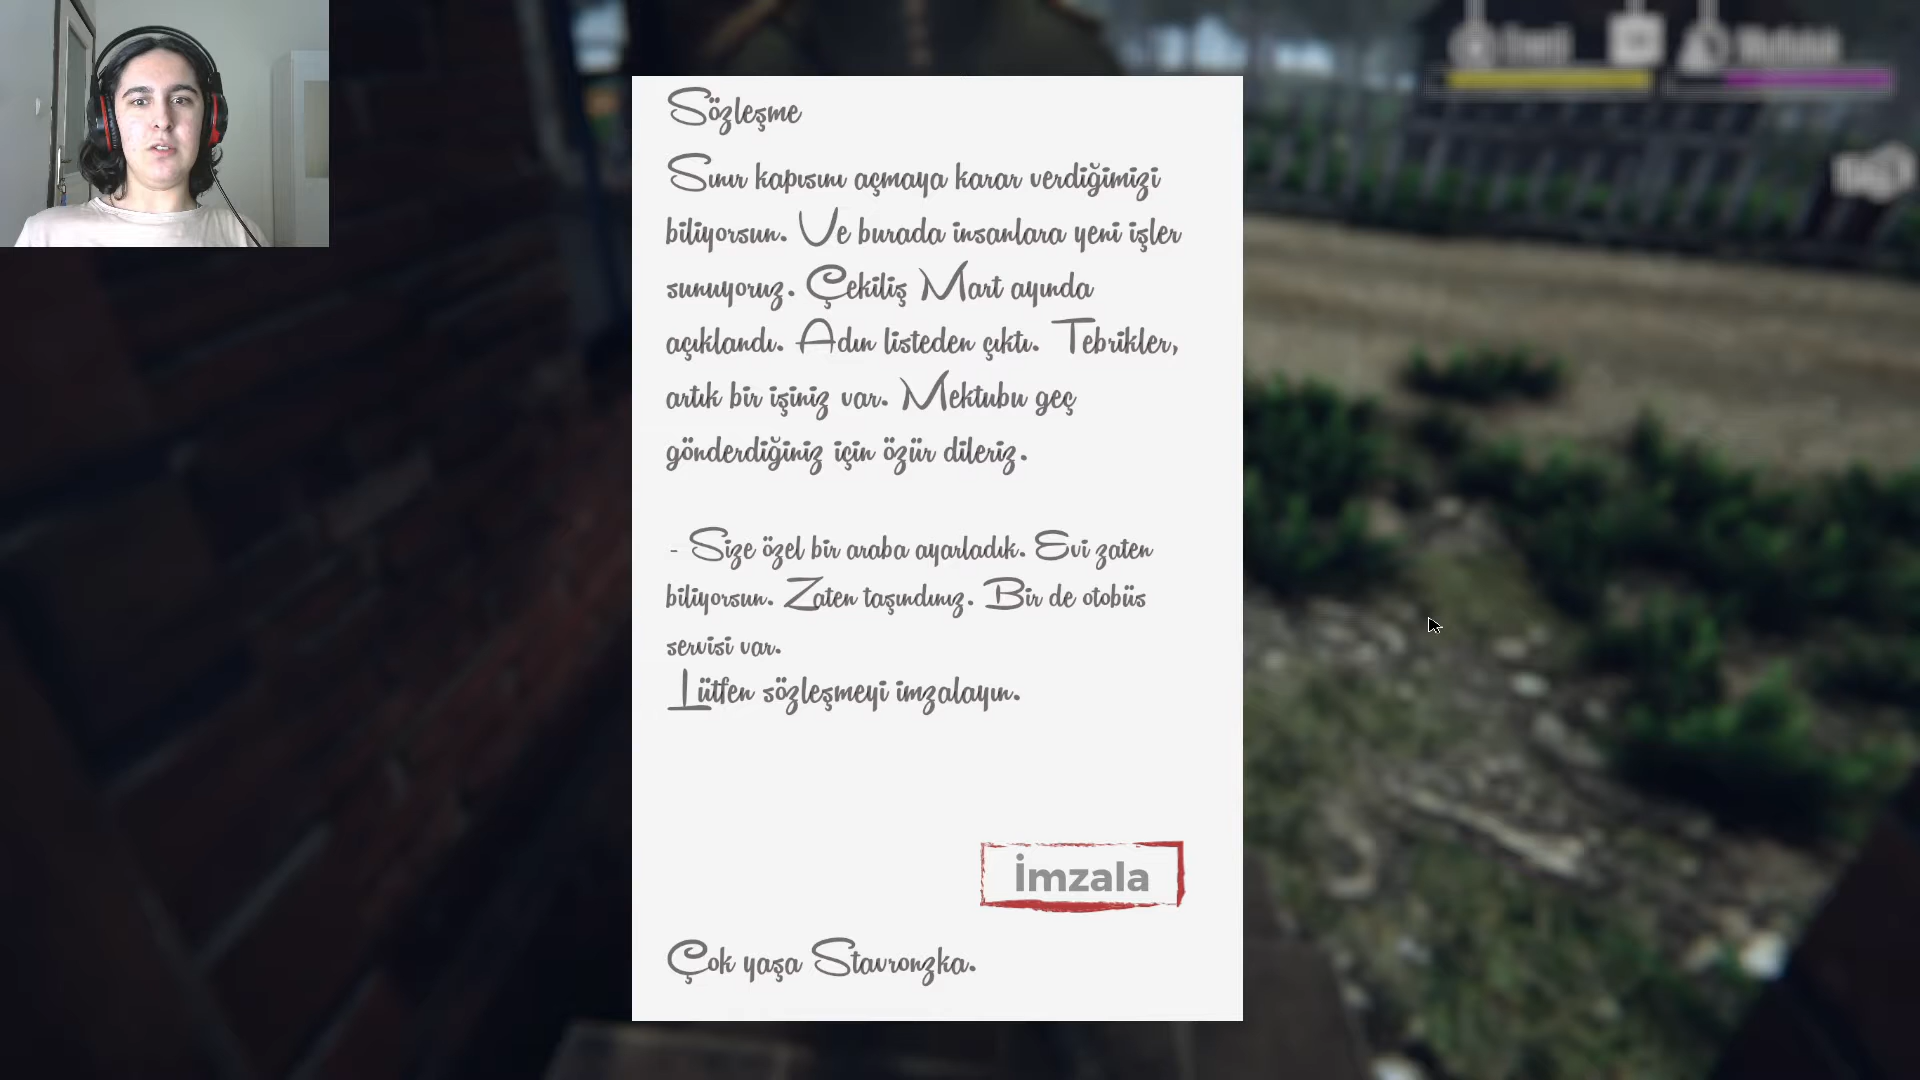 Sözleşme
Sınır kapısını açmaya karar verdiğimizi
biliyorsun. Ve burada insanlara yeni işler
sunuyoruz. Çekiliş Mart ayında
açıklandı. Adın listeden çıktı. Tebrikler,
artık bir işiniz var. Mektubu geç
gönderdiğiniz için özür dileriz.
- Size özel bir araba ayarladık. Evi zaten
biliyorsun. Zaten taşındınız. Bir de otobüs
servisi var.
Lütfen sözleşmeyi imzalayın.
İmzala
Çok yaşa Stavronzka.